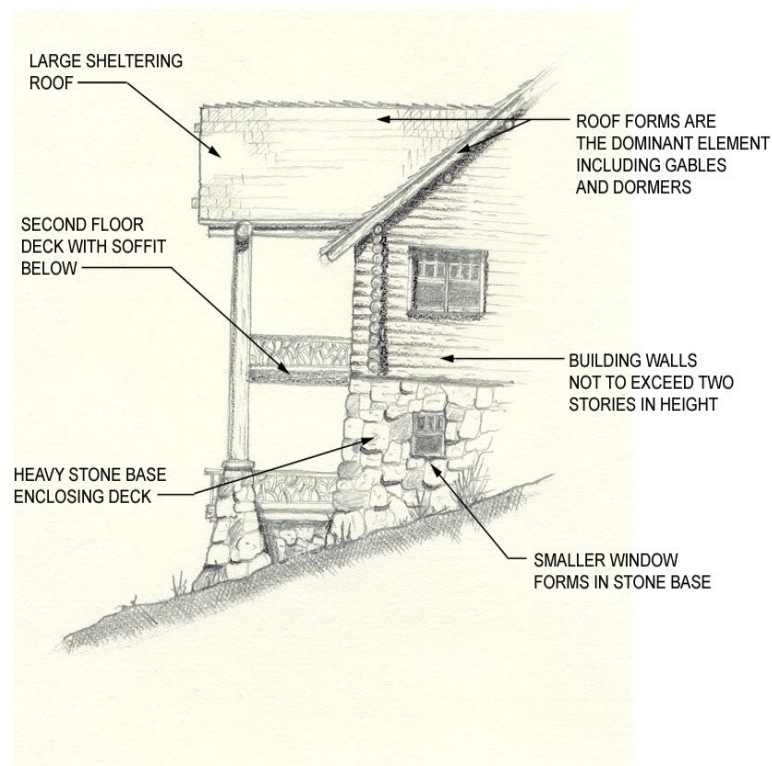 LARGE SHELTERING
ROOF
ROOF FORMS ARE
THE DOMINANT ELEMENT
INCLUDING GABLES
AND DORMERS
SECOND FLOOR
DECK WITH SOFFIT
BELOW
BUILDING WALLS
NOT TO EXCEED TWO
STORIES IN HEIGHT
HEAVY STONE BASE
ENCLOSING DECK
SMALLER WINDOW
FORMS IN STONE BASE